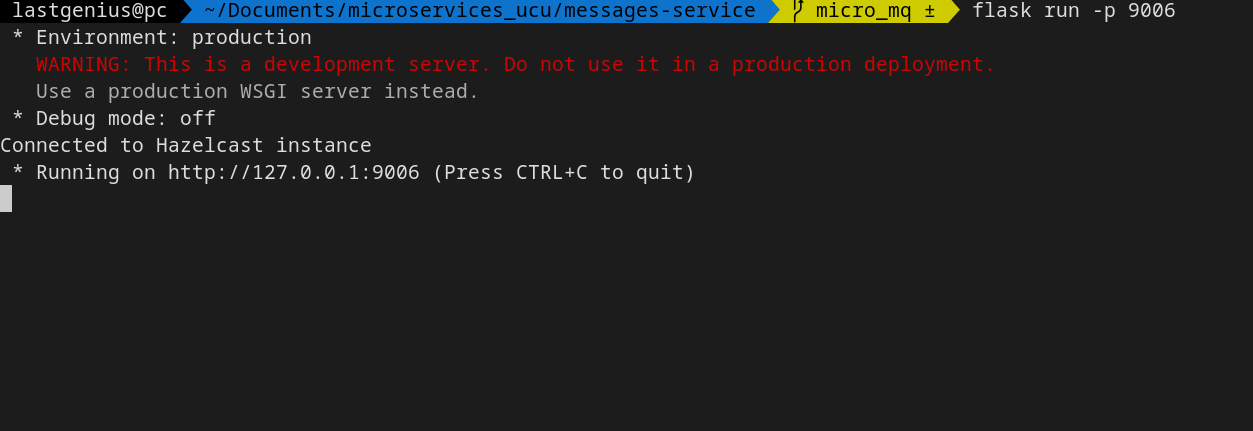 lastgenius@pc ~/Documents/microservices_ucu/messages-service micro_mq ± flask run -p 9006
* Environment: production
WARNING: This is a development server. Do not use it in a production deployment.
Use a production WSGI server instead.
* Debug mode: off
Connected to Hazelcast instance
* Running on http://127.0.0.1:9006 (Press CTRL+C to quit)